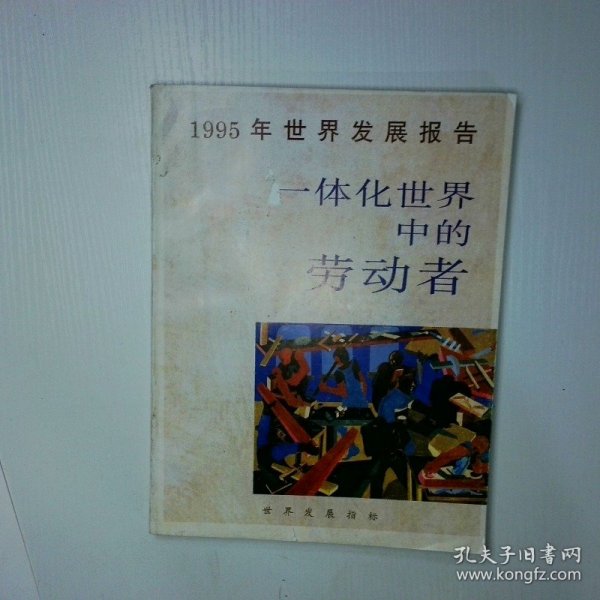 1995年世界发展报告
一体化世界
中的
劳动者
世界发展指标
孔夫子旧书网
www.kongfz.com